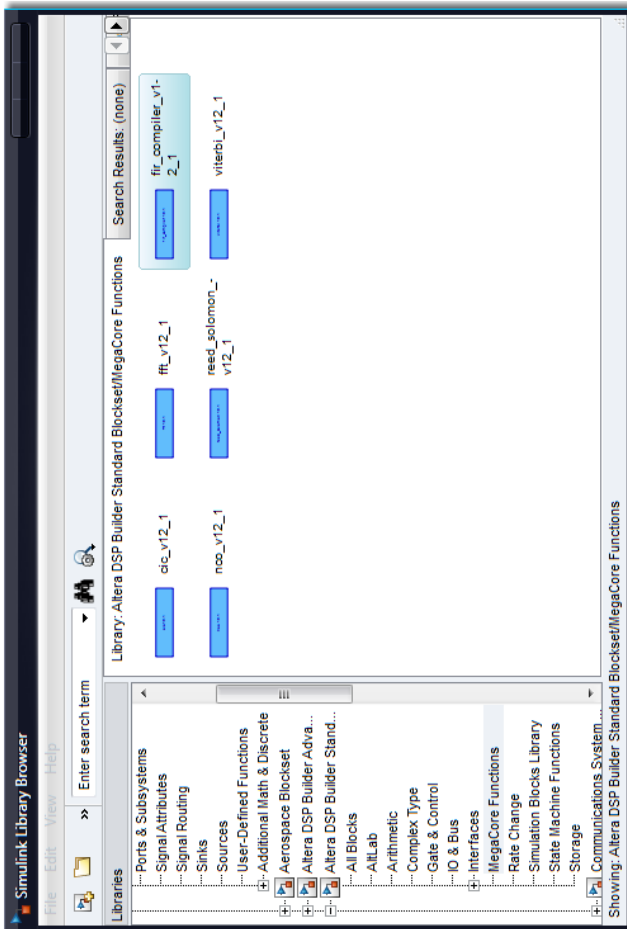 Simulink Library Browser
File Edit View Help
» Enter search term
Libraries
Library: Altera DSP Builder Standard Blockset/MegaCore Functions
Search Results: (none)
Ports & Subsystems
Signal Attributes
Signal Routing
Sinks
Sources
User-Defined Functions
Additional Math & Discrete
Aerospace Blockset
Altera DSP Builder Adva...
Altera DSP Builder Stand...
All Blocks
AltLab
Arithmetic
Complex Type
Gate & Control
IO & Bus
Interfaces
MegaCore Functions
Rate Change
Simulation Blocks Library
State Machine Functions
Storage
Communications System ...
cic_v12_1
fft_v12_1
fir_compiler_v1-
2_1
nco_v12_1
reed_solomon_-
v12_1
viterbi_v12_1
Showing: Altera DSP Builder Standard Blockset/MegaCore Functions